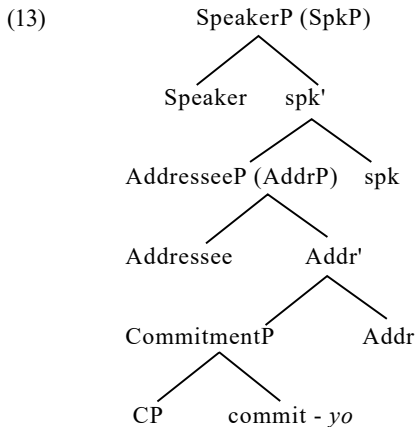 (13) SpeakerP (SpkP)
Speaker spk'
AddresseeP (AddrP) spk
Addressee Addr'
CommitmentP Addr
CP commit - yo